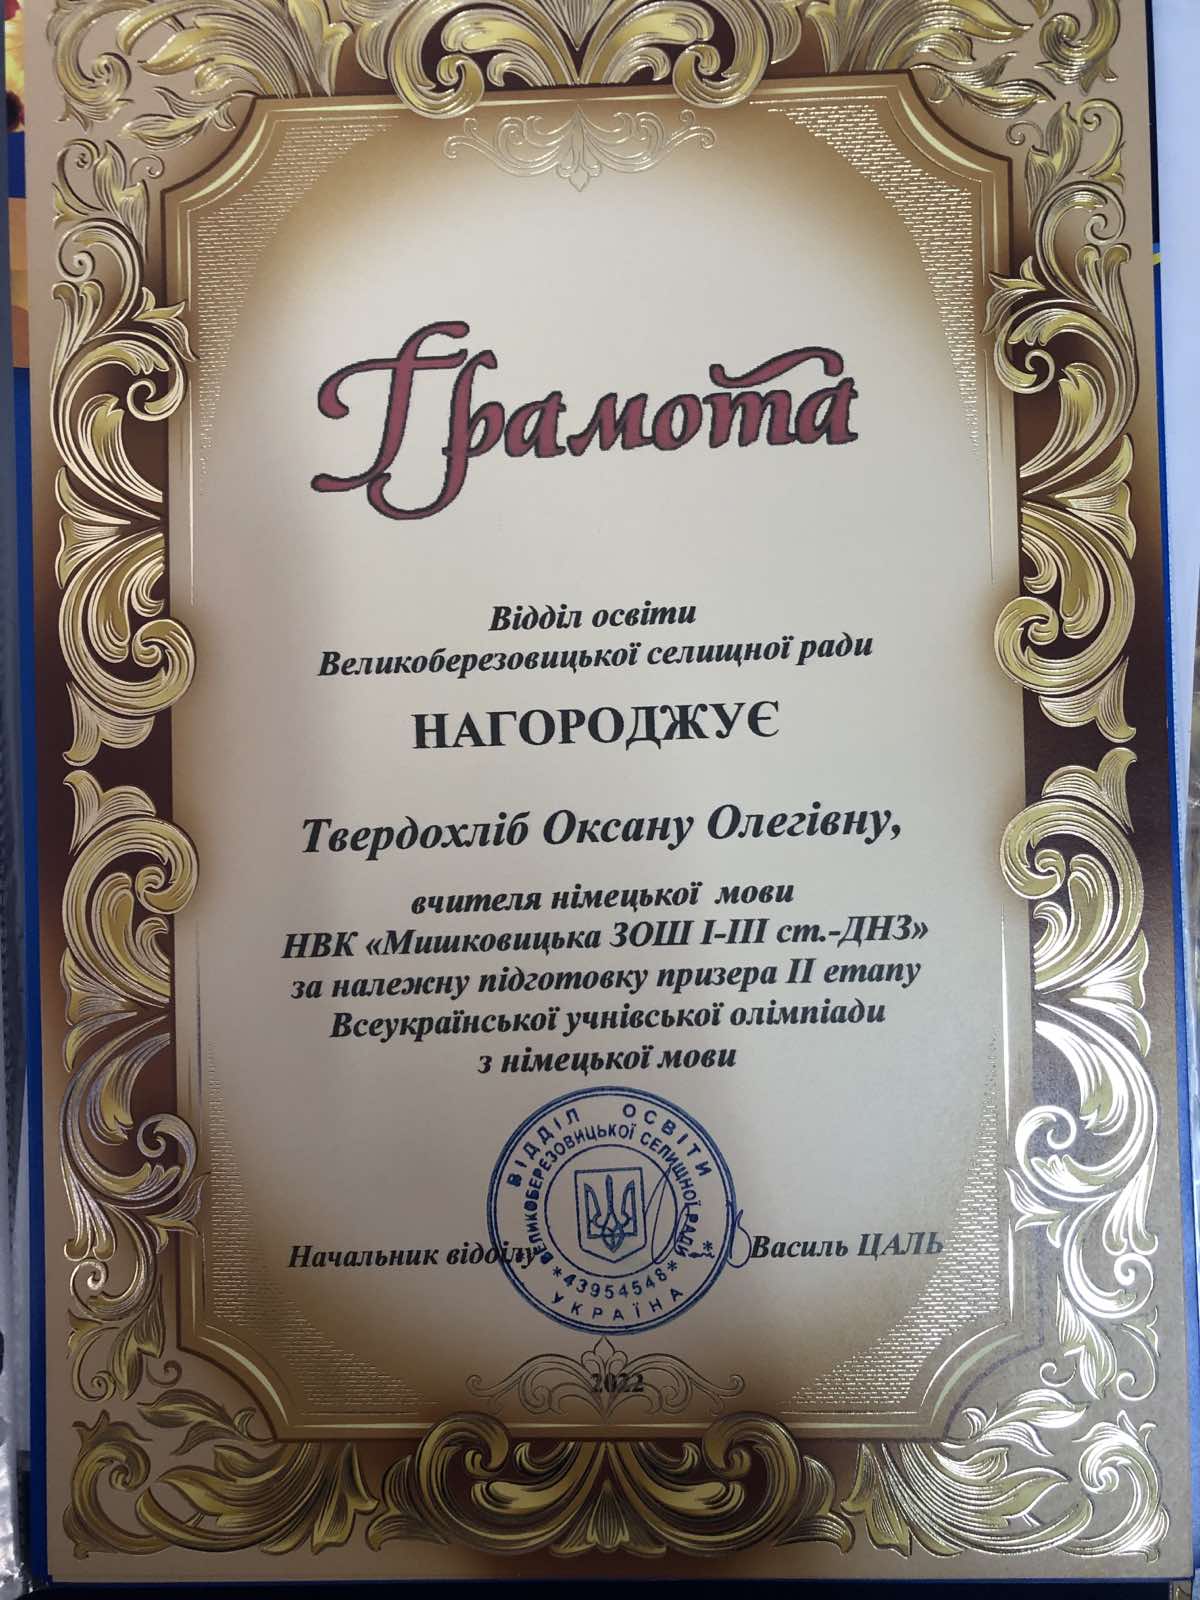 Грамота
Відділ освіти
Великоберезовицької селищної ради
НАГОРОДЖУЄ
Твердохліб Оксану Олегівну,
вчителя німецької мови
НВК «Мишковицька ЗОШ І-ІІІ ст.-ДНЗ»
за належну підготовку призера ІІ етапу
Всеукраїнської учнівської олімпіади
з німецької мови
ВІДДІЛ ОСВІТИ
ВЕЛИКОБЕРЕЗОВИЦЬКОЇ СЕЛИЩНОЇ РАДИ
*43954548*
УКРАЇНА
Начальник відділу
Василь ЦАЛЬ
2022